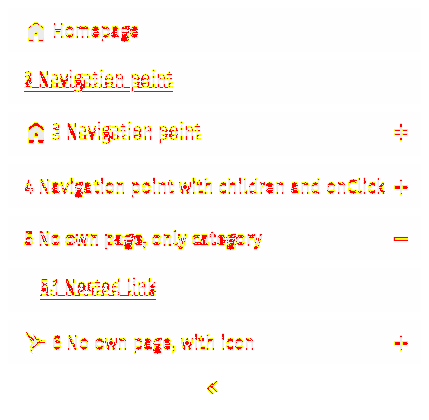 Homepage
2 Navigation point
3 Navigation point
4 Navigation point with children and onClick
5 No own page, only category
5.1 Nested link
6 No own page, with icon